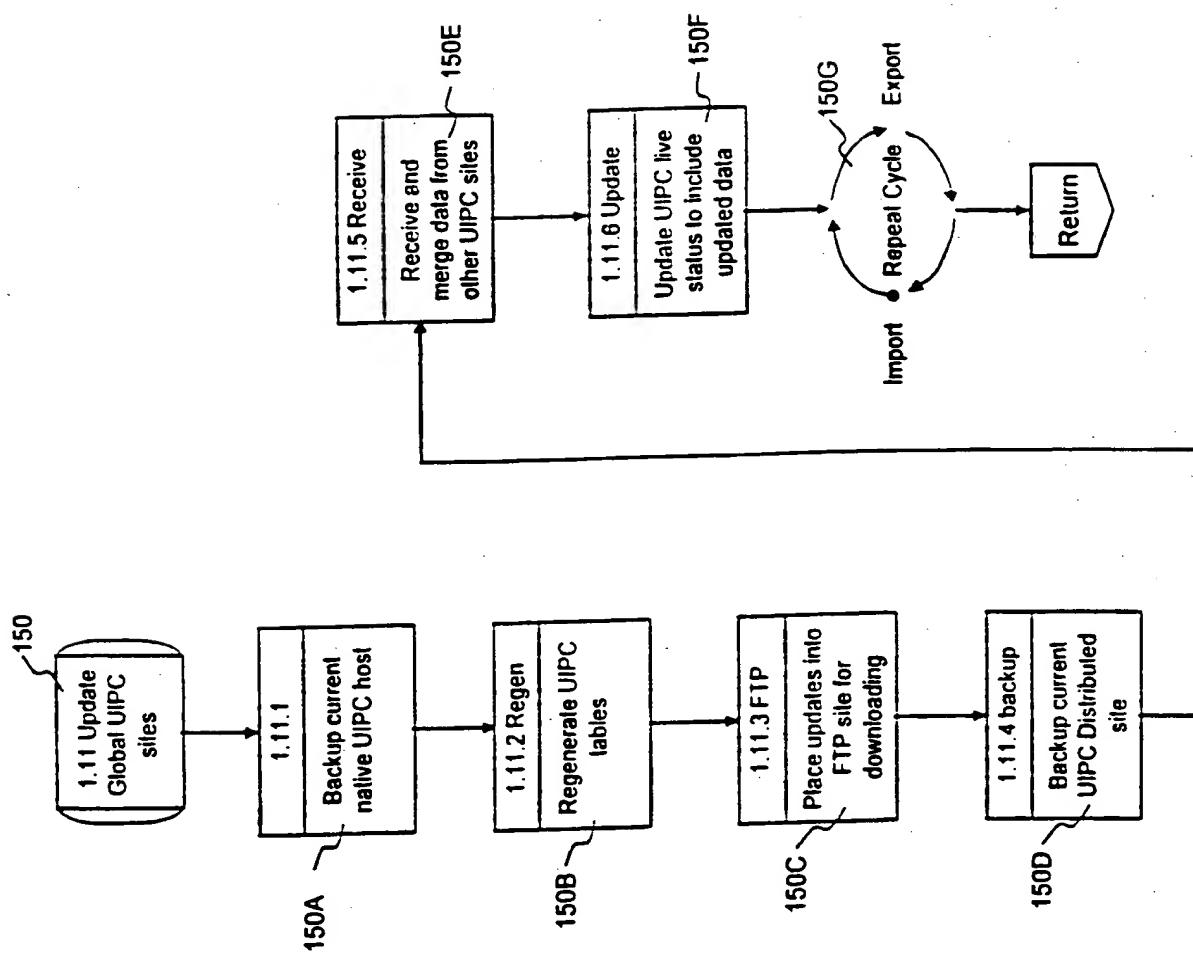 150
1.11 Update
Global UIPC
sites
1.11.1
Backup current
native UIPC host
150A
1.11.2 Regen
Regenerate UIPC
tables
150B
1.11.3 FTP
Place updates into
FTP site for
downloading
150C
1.11.4 backup
Backup current
UIPC Distributed
site
150D
1.11.5 Receive
Receive and
merge data from
other UIPC sites
150E
1.11.6 Update
Update UIPC live
status to include
updated data
150F
150G
Import
Repeal Cycle
Export
Return